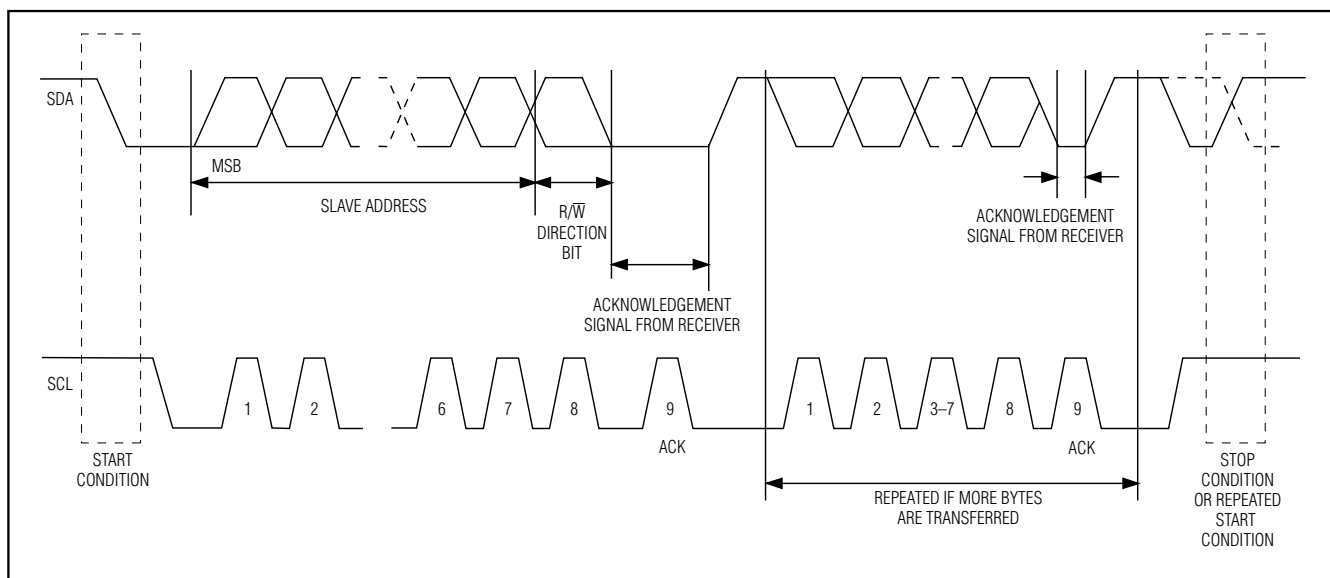 SDA
MSB
SLAVE ADDRESS
R/W̅
DIRECTION
BIT
ACKNOWLEDGEMENT
SIGNAL FROM RECEIVER
ACKNOWLEDGEMENT
SIGNAL FROM RECEIVER
SCL
1 2 6 7 8 9 1 2 3–7 8 9
ACK ACK
START
CONDITION
REPEATED IF MORE BYTES
ARE TRANSFERRED
STOP
CONDITION
OR REPEATED
START
CONDITION